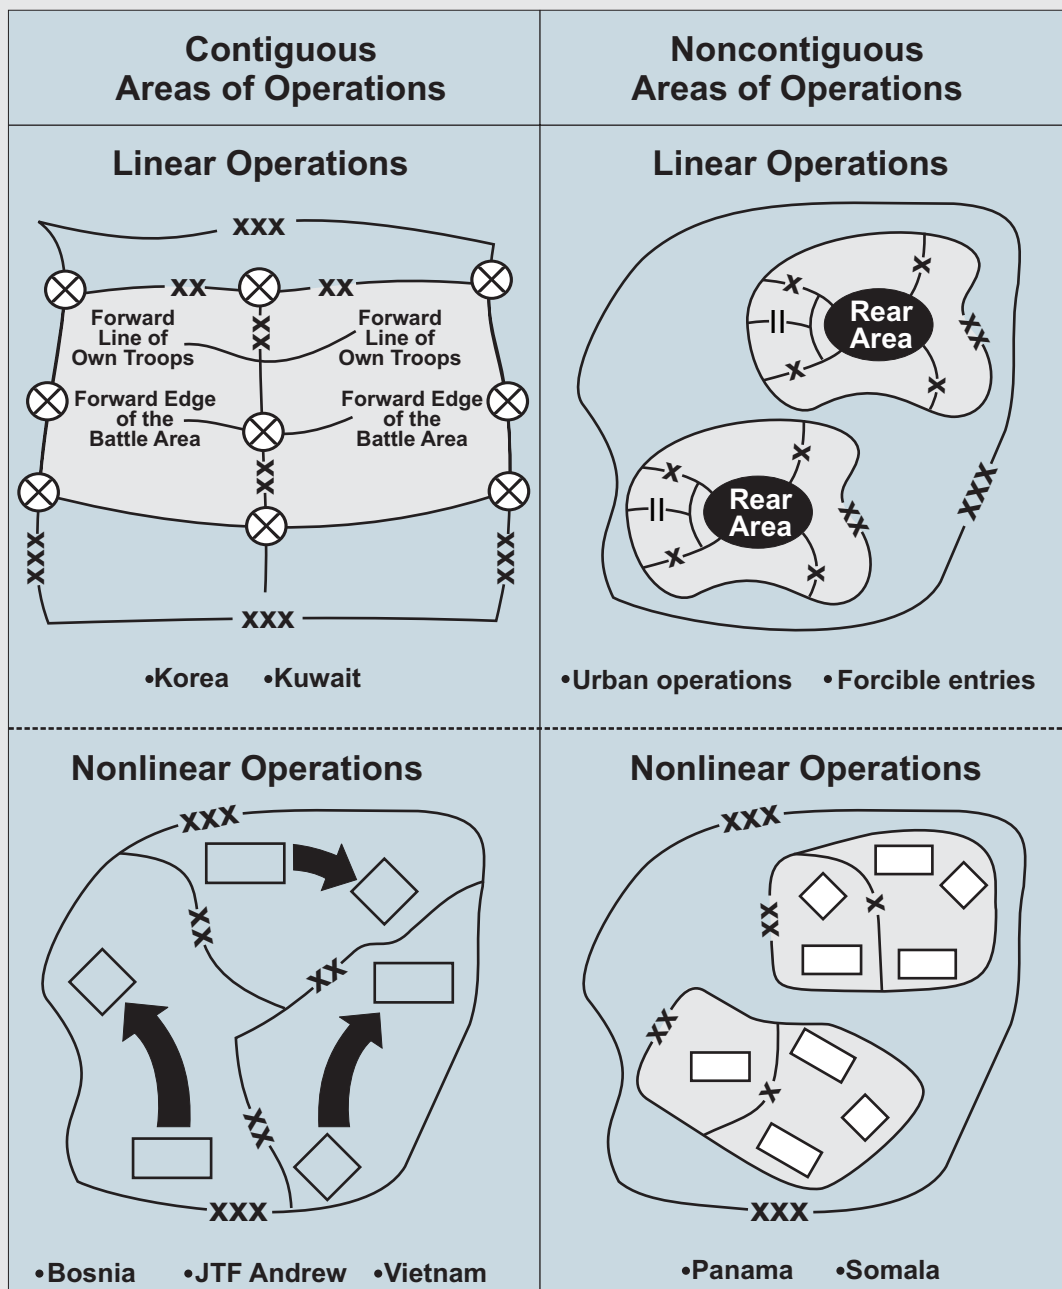 Contiguous
Areas of Operations
Noncontiguous
Areas of Operations
Linear Operations
XXX
XX
XX
XX
Forward
Line of
Own Troops
Forward
Line of
Own Troops
Forward Edge
of the
Battle Area
Forward Edge
of the
Battle Area
XX
XXX
XXX
XXX
•Korea
•Kuwait
Linear Operations
X
X
II
Rear
Area
XX
X
X
X
X
II
Rear
Area
XX
XXX
X
X
•Urban operations
•Forcible entries
Nonlinear Operations
XXX
XX
XX
XX
XXX
•Bosnia
•JTF Andrew
•Vietnam
Nonlinear Operations
XXX
XX
X
XX
X
XXX
•Panama
•Somala